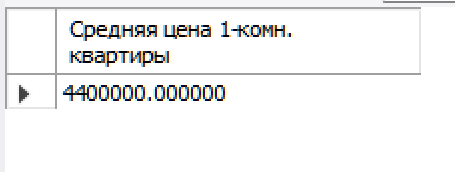 Средняя цена 1-комн.
квартиры
4400000.000000